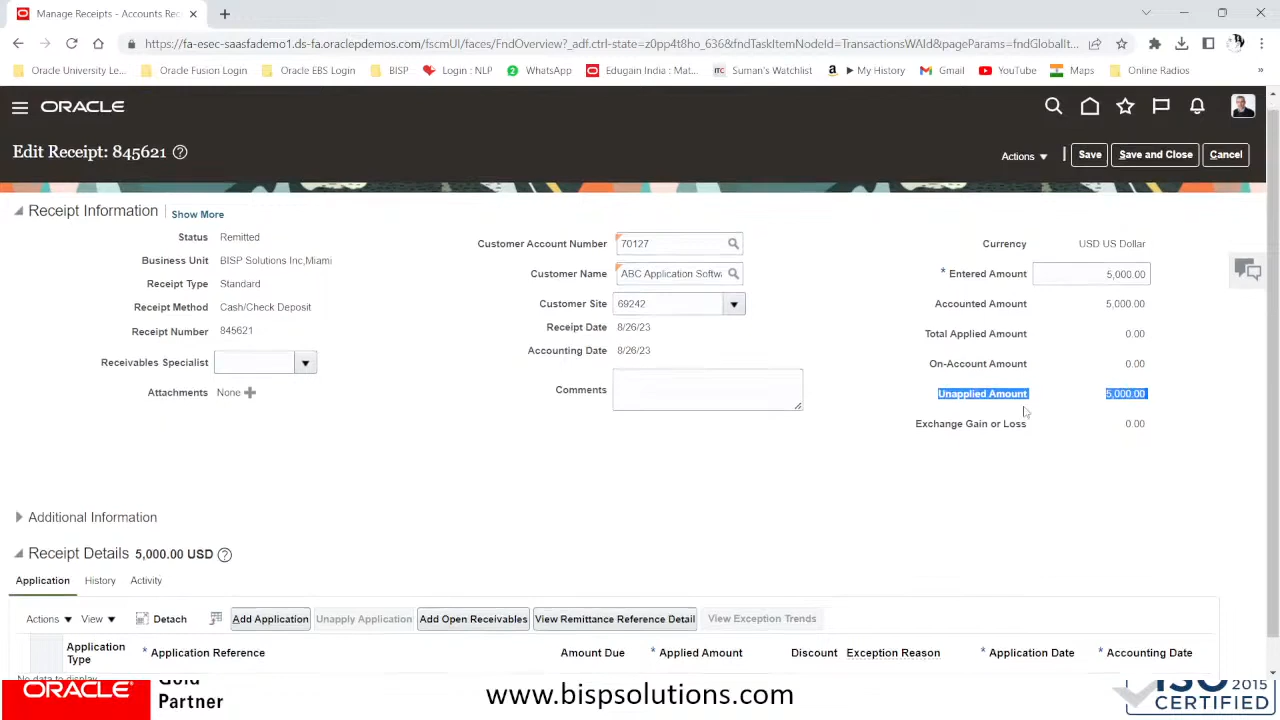 Manage Receipts - Accounts Rec
https://fa-esec-saasfademo1.ds-fa.oraclepdemos.com/fscmUI/faces/FndOverview?_adf.ctrl-state=z0pp4t8ho_636&fndTaskItemNodeId=TransactionsWAId&pageParams=fndGlobalIt...
Oracle University Le... Oracle Fusion Login Oracle EBS Login BISP Login : NLP WhatsApp Edugain India : Mat... Suman's Watchlist My History Gmail YouTube Maps Online Radios »
ORACLE
Edit Receipt: 845621
Actions Save Save and Close Cancel
Receipt Information Show More
Status Remitted
Business Unit BISP Solutions Inc,Miami
Receipt Type Standard
Receipt Method Cash/Check Deposit
Receipt Number 845621
Receivables Specialist
Attachments None
Customer Account Number 70127
Customer Name ABC Application Softwa
Customer Site 69242
Receipt Date 8/26/23
Accounting Date 8/26/23
Comments
Currency USD US Dollar
* Entered Amount 5,000.00
Accounted Amount 5,000.00
Total Applied Amount 0.00
On-Account Amount 0.00
Unapplied Amount 5,000.00
Exchange Gain or Loss 0.00
Additional Information
Receipt Details 5,000.00 USD
Application History Activity
Actions View Detach Add Application Unapply Application Add Open Receivables View Remittance Reference Detail View Exception Trends
Application Type * Application Reference Amount Due * Applied Amount Discount Exception Reason * Application Date * Accounting Date
No data to display.
ORACLE Gold
Partner
www.bispsolutions.com
ISO 2015
CERTIFIED